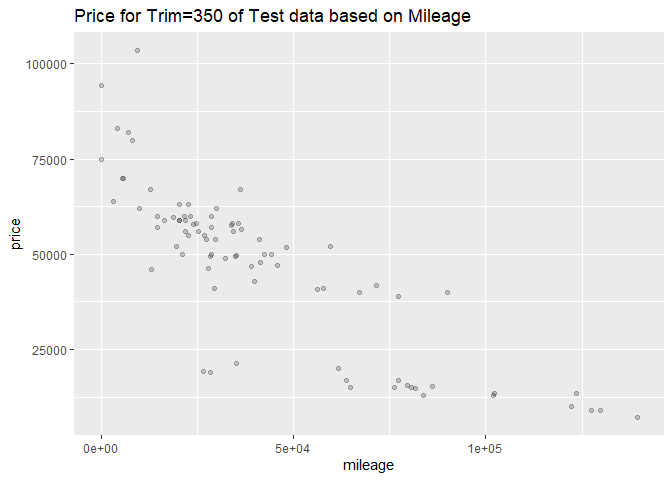 Price for Trim=350 of Test data based on Mileage
100000
75000
50000
25000
price
0e+00
5e+04
1e+05
mileage